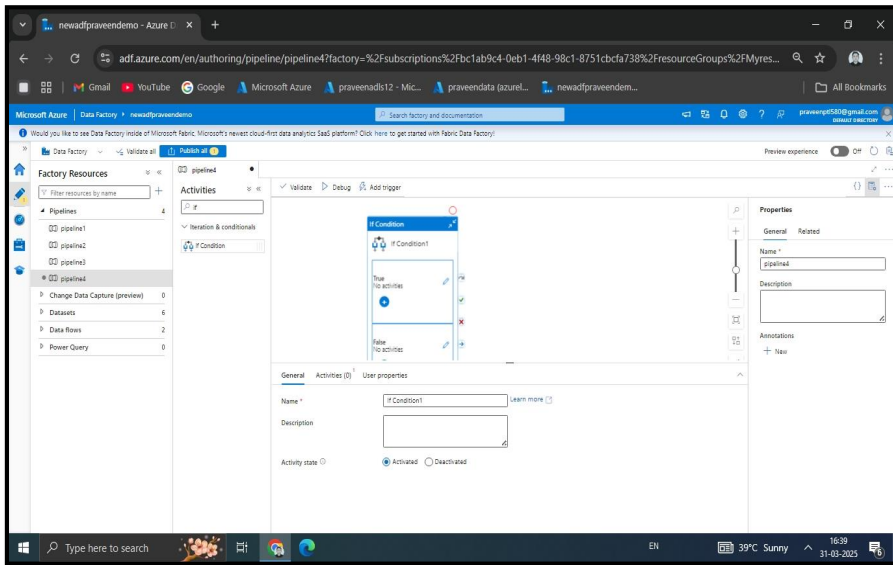 newadfpraveendemo - Azure D
adf.azure.com/en/authoring/pipeline/pipeline4?factory=%2Fsubscriptions%2Fbc1ab9c4-0eb1-4f48-98c1-8751cbcfa738%2FresourceGroups%2FMyres...
Gmail YouTube Google Microsoft Azure praveenadls12 - Mic... praveendata (azurel... newadfpraveendem... All Bookmarks
Microsoft Azure Data Factory newadfpraveendemo Search factory and documentation praveenptl580@gmail.com
DEFAULT DIRECTORY
Would you like to see Data Factory inside of Microsoft Fabric, Microsoft's newest cloud-first data analytics SaaS platform? Click here to get started with Fabric Data Factory!
Data Factory Validate all Publish all 1 Preview experience Off
Factory Resources
Filter resources by name
Pipelines 4
pipeline1
pipeline2
pipeline3
pipeline4
Change Data Capture (preview) 0
Datasets 6
Data flows 2
Power Query 0
pipeline4
Activities
if
Iteration & conditionals
If Condition
Validate Debug Add trigger
If Condition
If Condition1
True
No activities
False
No activities
General Activities (0) 1 User properties
Name * If Condition1 Learn more
Description
Activity state Activated Deactivated
Properties
General Related
Name *
pipeline4
Description
Annotations
New
Type here to search EN 39°C Sunny 16:39
31-03-2025 6